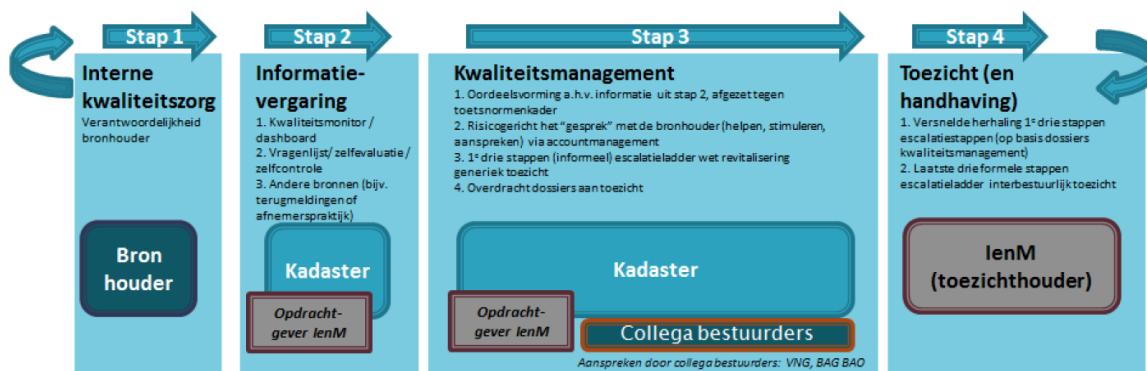 Stap 1
Interne
kwaliteitszorg
Verantwoordelijkheid
bronhouder
Bron
houder
Stap 2
Informatie-
vergaring
1. Kwaliteitsmonitor /
dashboard
2. Vragenlijst/ zelfevaluatie /
zelfcontrole
3. Andere bronnen (bijv.
terugmeldingen of
afnemerspraktijk)
Kadaster
Opdracht-
gever IenM
Stap 3
Kwaliteitsmanagement
1. Oordeelsvorming a.h.v. informatie uit stap 2, afgezet tegen
toetsnormenkader
2. Risicogericht het “gesprek” met de bronhouder (helpen, stimuleren,
aanspreken) via accountmanagement
3. 1e drie stappen (informeel) escalatieladder wet revitalisering
generiek toezicht
4. Overdracht dossiers aan toezicht
Kadaster
Opdracht-
gever IenM
Collega bestuurders
Aanspreken door collega bestuurders: VNG, BAG BAO
Stap 4
Toezicht (en
handhaving)
1. Versnelde herhaling 1e drie stappen
escalatiestappen (op basis dossiers
kwaliteitsmanagement)
2. Laatste drie formele stappen
escalatieladder interbestuurlijk toezicht
IenM
(toezichthouder)